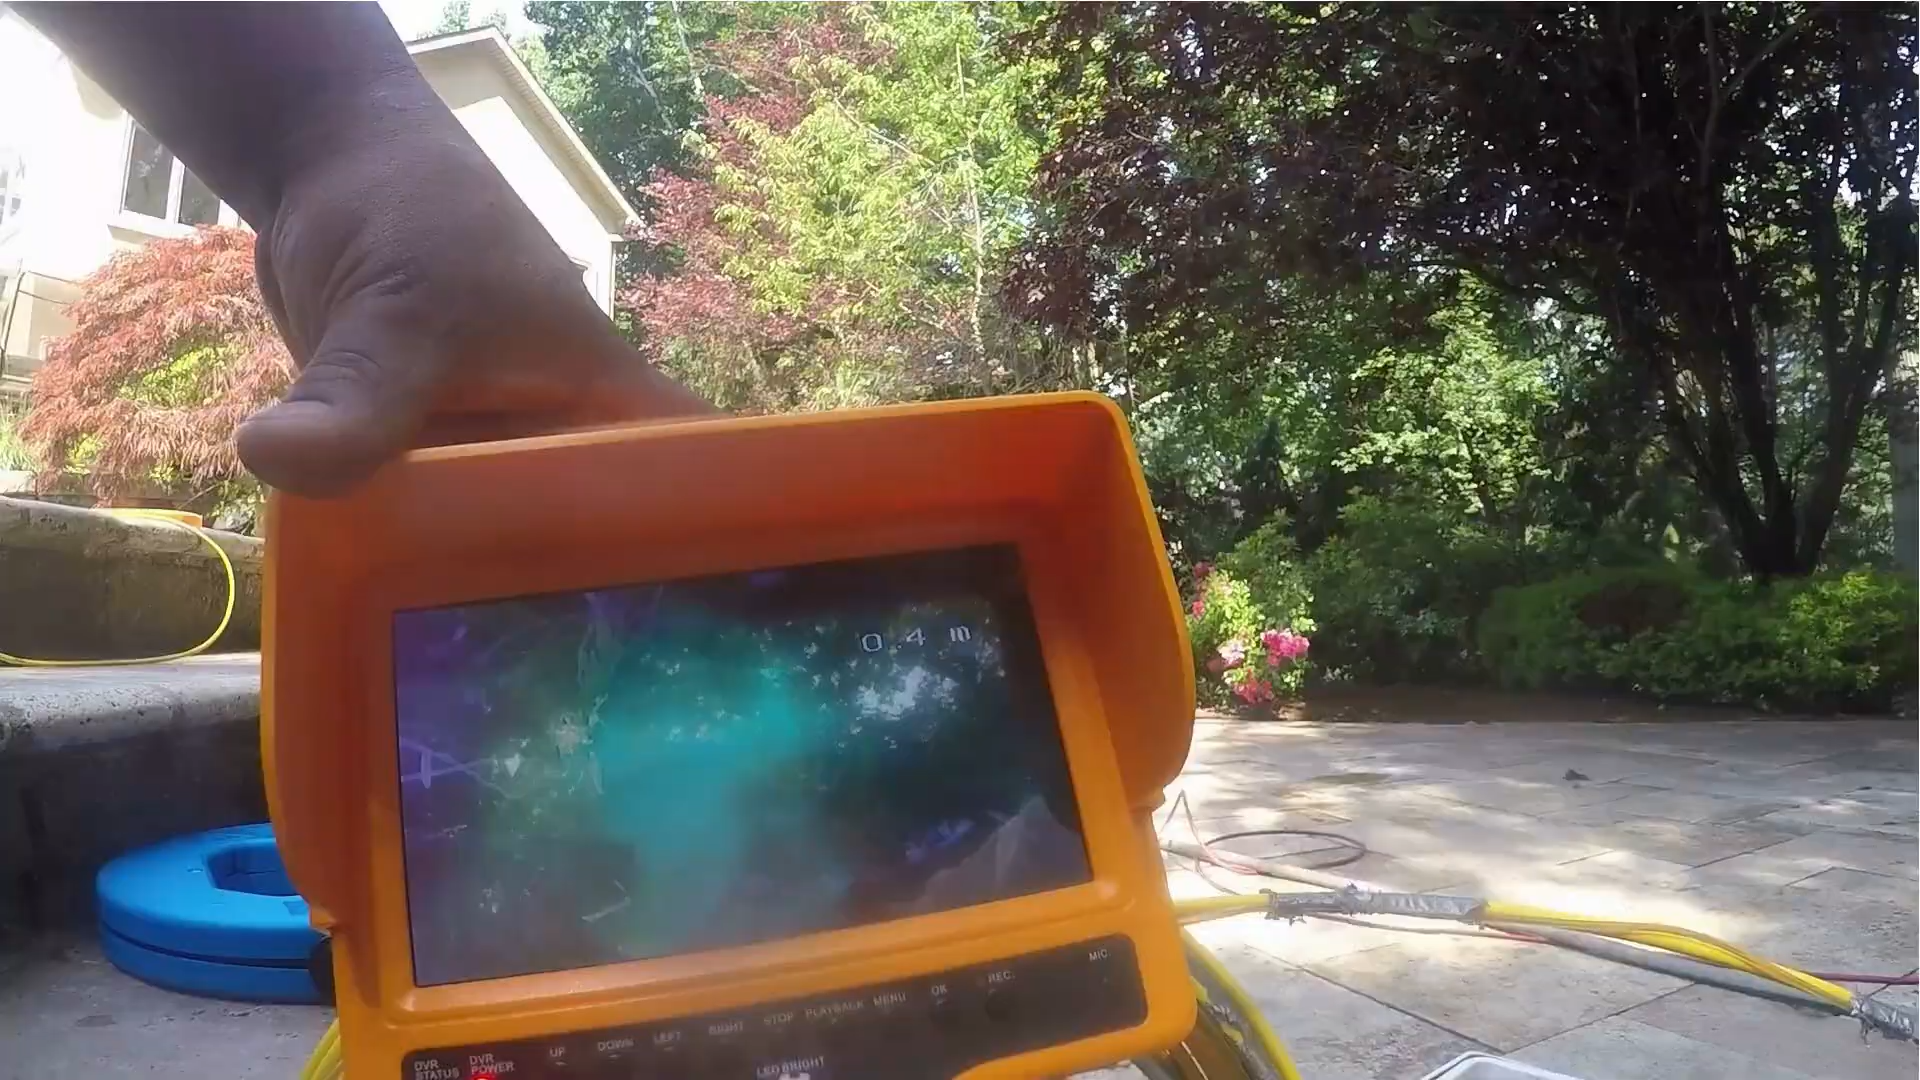 0.4 m
MIC.
REC.
OK
MENU
PLAYBACK
STOP
RIGHT
LEFT
DOWN
UP
DVR
POWER
DVR
STATUS
LED BRIGHT